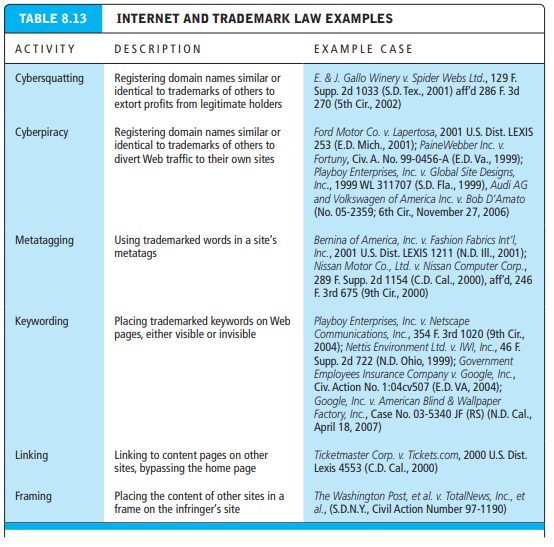 TABLE 8.13 INTERNET AND TRADEMARK LAW EXAMPLES
ACTIVITY DESCRIPTION EXAMPLE CASE
Cybersquatting Registering domain names similar or E. & J. Gallo Winery v. Spider Webs Ltd., 129 F.
identical to trademarks of others to Supp. 2d 1033 (S.D. Tex., 2001) aff'd 286 F. 3d
extort profits from legitimate holders 270 (5th Cir., 2002)
Cyberpiracy Registering domain names similar or Ford Motor Co. v. Lapertosa, 2001 U.S. Dist. LEXIS
identical to trademarks of others to 253 (E.D. Mich., 2001); PaineWebber Inc. v.
divert Web traffic to their own sites Fortuny, Civ. A. No. 99-0456-A (E.D. Va., 1999);
Playboy Enterprises, Inc. v. Global Site Designs,
Inc., 1999 WL 311707 (S.D. Fla., 1999), Audi AG
and Volkswagen of America Inc. v. Bob D'Amato
(No. 05-2359; 6th Cir., November 27, 2006)
Metatagging Using trademarked words in a site's Bernina of America, Inc. v. Fashion Fabrics Int'l,
metatags Inc., 2001 U.S. Dist. LEXIS 1211 (N.D. Ill., 2001);
Nissan Motor Co., Ltd. v. Nissan Computer Corp.,
289 F. Supp. 2d 1154 (C.D. Cal., 2000), aff'd, 246
F. 3rd 675 (9th Cir., 2000)
Keywording Placing trademarked keywords on Web Playboy Enterprises, Inc. v. Netscape
pages, either visible or invisible Communications, Inc., 354 F. 3rd 1020 (9th Cir.,
2004); Nettis Environment Ltd. v. IWI, Inc., 46 F.
Supp. 2d 722 (N.D. Ohio, 1999); Government
Employees Insurance Company v. Google, Inc.,
Civ. Action No. 1:04cv507 (E.D. VA, 2004);
Google, Inc. v. American Blind & Wallpaper
Factory, Inc., Case No. 03-5340 JF (RS) (N.D. Cal.,
April 18, 2007)
Linking Linking to content pages on other Ticketmaster Corp. v. Tickets.com, 2000 U.S. Dist.
sites, bypassing the home page Lexis 4553 (C.D. Cal., 2000)
Framing Placing the content of other sites in a The Washington Post, et al. v. TotalNews, Inc., et
frame on the infringer's site al., (S.D.N.Y., Civil Action Number 97-1190)